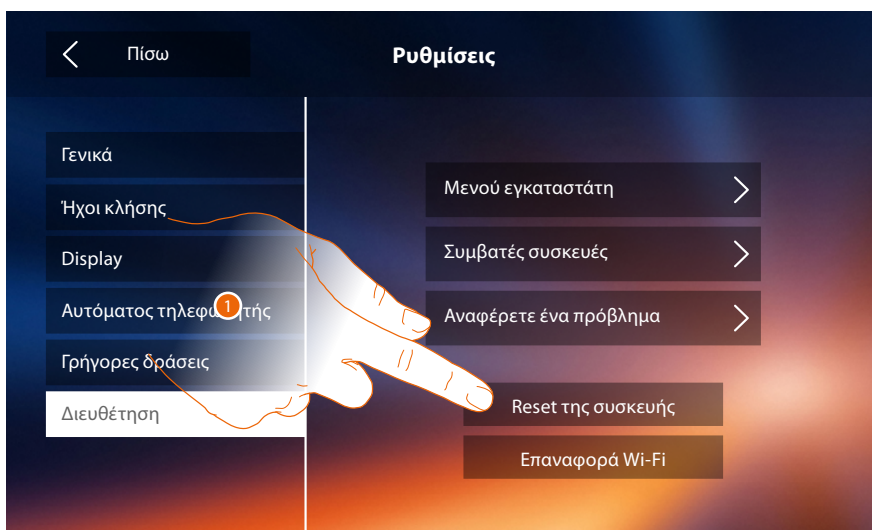 Πίσω
Ρυθμίσεις
Γενικά
Ήχοι κλήσης
Display
Αυτόματος
1
Γρήγορες δράσεις
Διευθέτηση
Μενού εγκαταστάτη
Συμβατές συσκευές
Αναφέρετε ένα πρόβλημα
Reset της συσκευής
Επαναφορά Wi-Fi